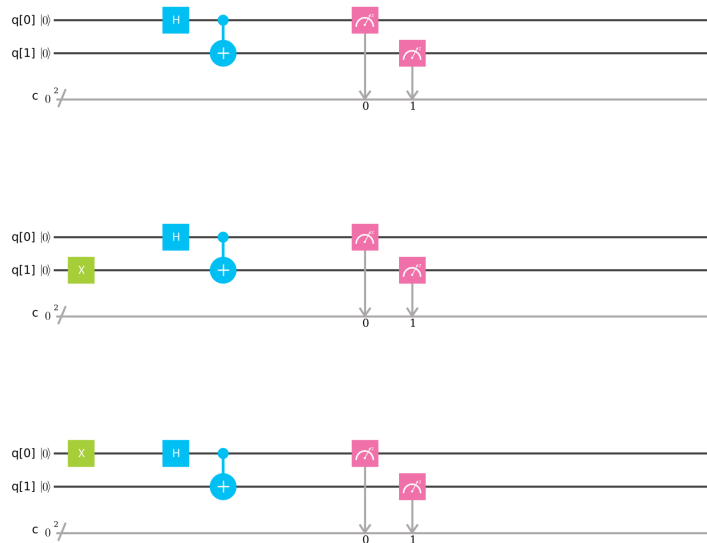 q[0] |0⟩ H
q[1] |0⟩ +
c 0 2
0 1
q[0] |0⟩ H
q[1] |0⟩ X +
c 0 2
0 1
q[0] |0⟩ X H
q[1] |0⟩ +
c 0 2
0 1